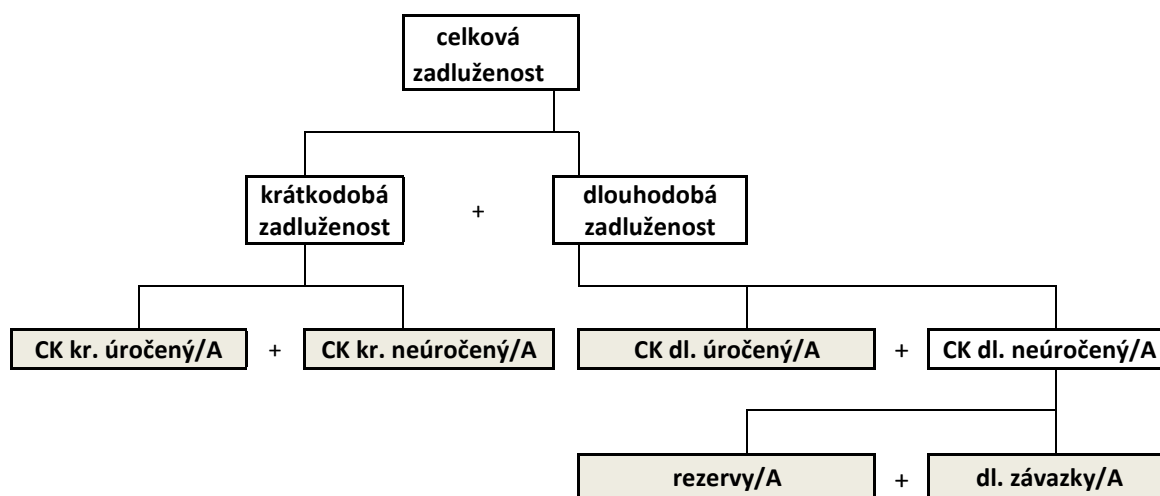 celková
zadluženost
krátkodobá
zadluženost
+
dlouhodobá
zadluženost
CK kr. úročený/A + CK kr. neúročený/A CK dl. úročený/A + CK dl. neúročený/A
rezervy/A + dl. závazky/A